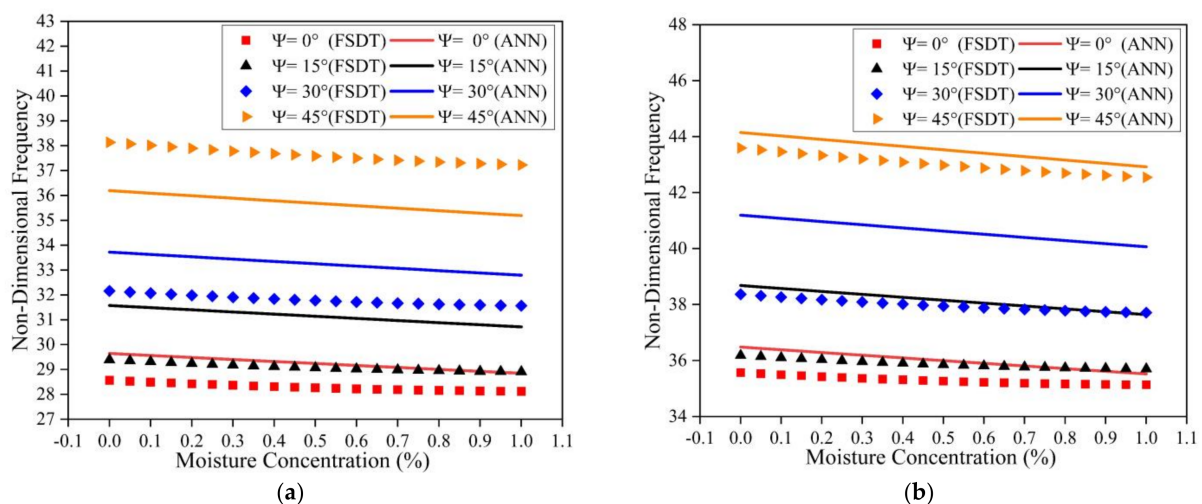 43
42
41
40
39
38
37
36
35
34
33
32
31
30
29
28
27
Non-Dimensional Frequency
Ψ= 0° (FSDT) Ψ= 0° (ANN)
Ψ= 15°(FSDT) Ψ= 15°(ANN)
Ψ= 30°(FSDT) Ψ= 30°(ANN)
Ψ= 45°(FSDT) Ψ= 45°(ANN)
-0.1 0.0 0.1 0.2 0.3 0.4 0.5 0.6 0.7 0.8 0.9 1.0 1.1
Moisture Concentration (%)
(a)
48
46
44
42
40
38
36
34
Non-Dimensional Frequency
Ψ= 0° (FSDT) Ψ= 0° (ANN)
Ψ= 15°(FSDT) Ψ= 15°(ANN)
Ψ= 30°(FSDT) Ψ= 30°(ANN)
Ψ= 45°(FSDT) Ψ= 45°(ANN)
-0.1 0.0 0.1 0.2 0.3 0.4 0.5 0.6 0.7 0.8 0.9 1.0 1.1
Moisture Concentration (%)
(b)